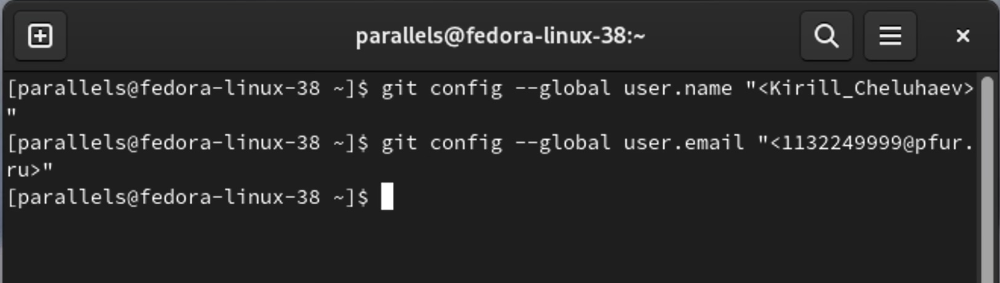 parallels@fedora-linux-38:~
[parallels@fedora-linux-38 ~]$ git config --global user.name "<Kirill_Cheluhaev>
"
[parallels@fedora-linux-38 ~]$ git config --global user.email "<1132249999@pfur.
ru>"
[parallels@fedora-linux-38 ~]$